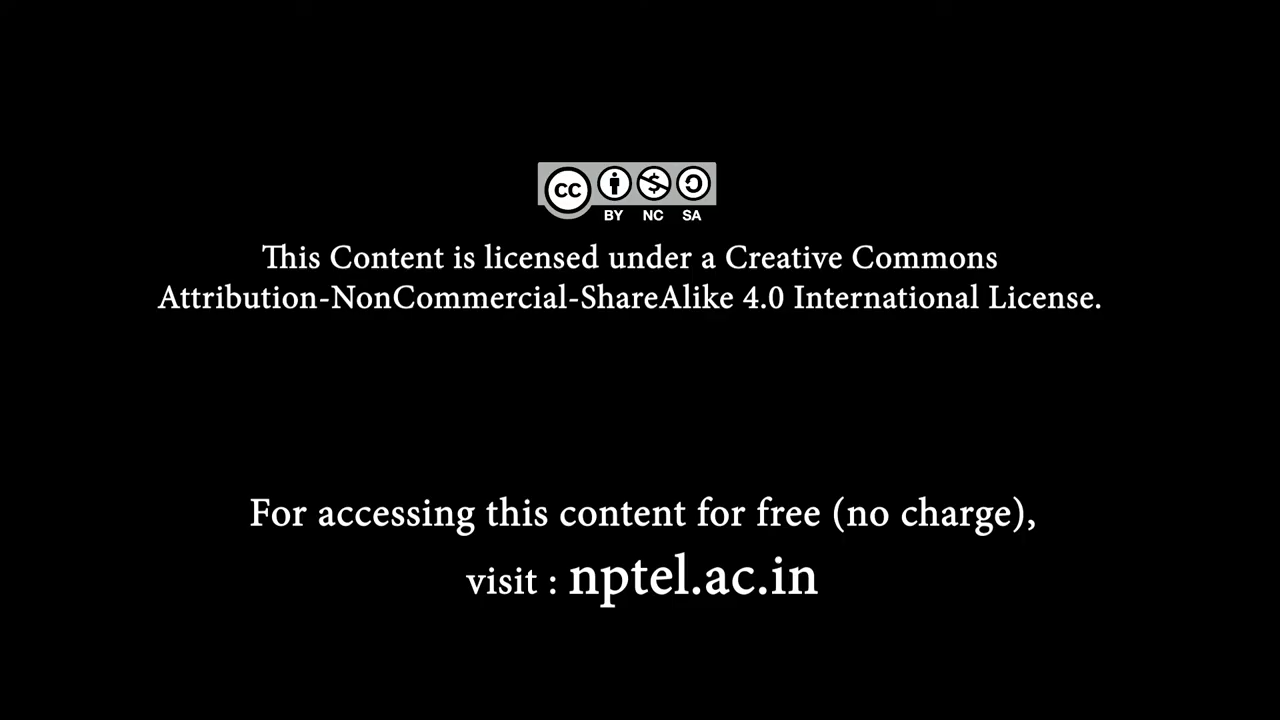 cc
BY NC SA
This Content is licensed under a Creative Commons
Attribution-NonCommercial-ShareAlike 4.0 International License.
For accessing this content for free (no charge),
visit : nptel.ac.in